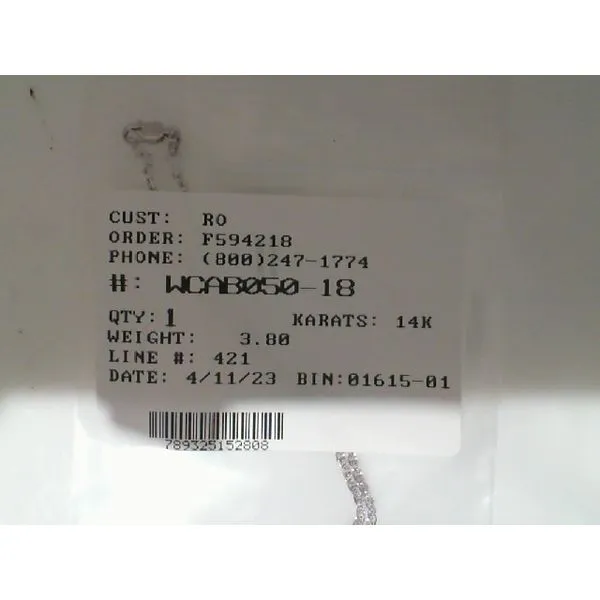 CUST: RO
ORDER: F594218
PHONE: (800)247-1774
#: WCAB050-18
QTY: 1 KARATS: 14K
WEIGHT: 3.80
LINE #: 421
DATE: 4/11/23 BIN:01615-01
789325152808